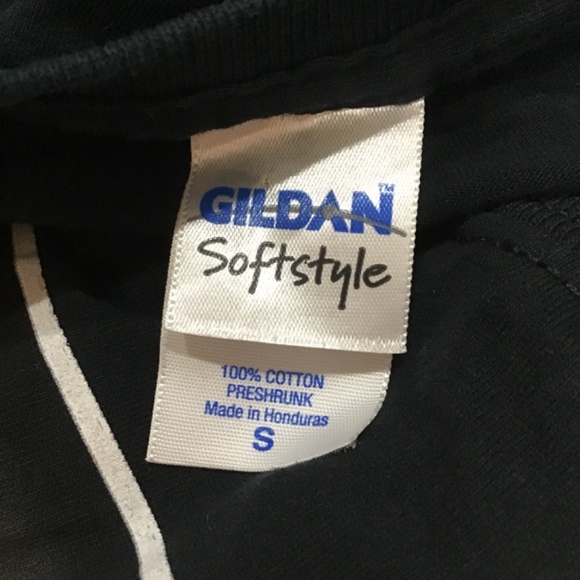 GILDAN™
Softstyle
100% COTTON
PRESHRUNK
Made in Honduras
S